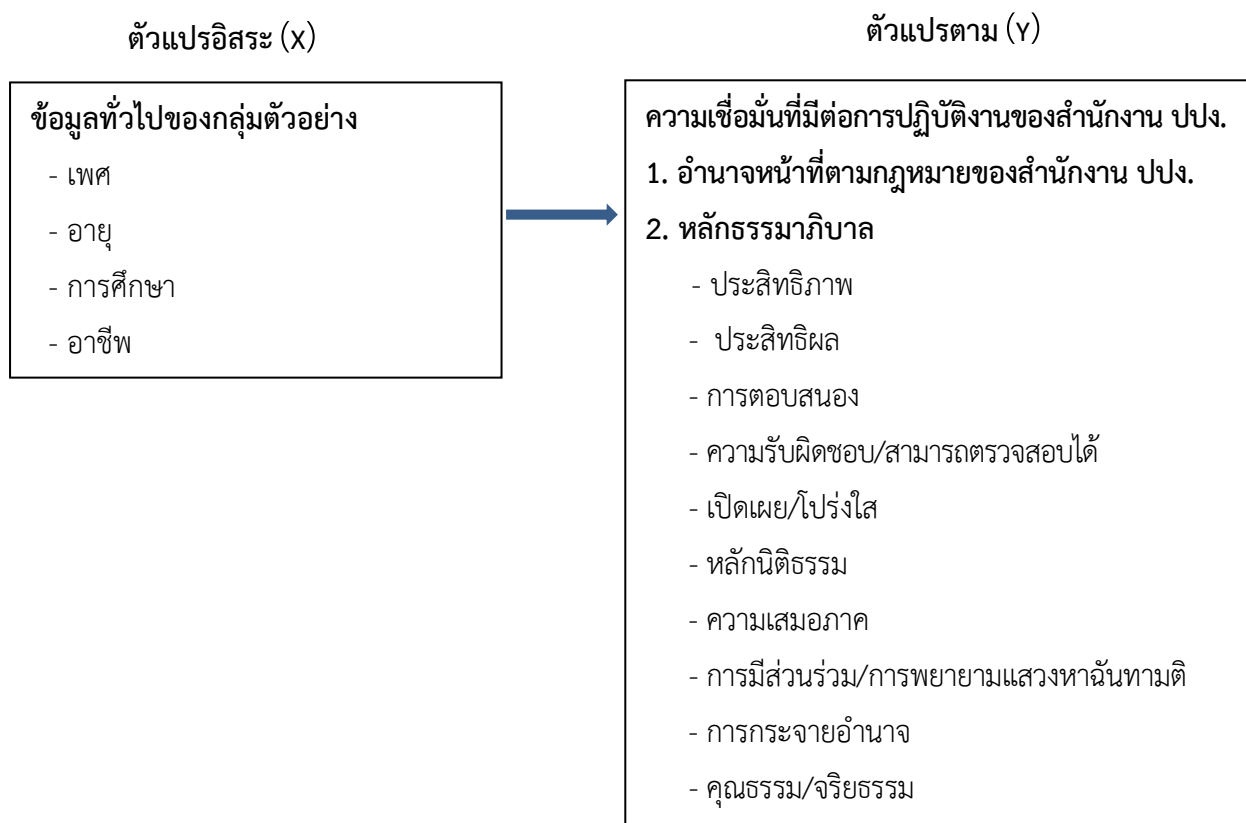 ตัวแปรอิสระ (X)
ข้อมูลทั่วไปของกลุ่มตัวอย่าง
- เพศ
- อายุ
- การศึกษา
- อาชีพ
ตัวแปรตาม (Y)
ความเชื่อมั่นที่มีต่อการปฏิบัติงานของสำนักงาน ปปง.
1. อำนาจหน้าที่ตามกฎหมายของสำนักงาน ปปง.
2. หลักธรรมาภิบาล
- ประสิทธิภาพ
- ประสิทธิผล
- การตอบสนอง
- ความรับผิดชอบ/สามารถตรวจสอบได้
- เปิดเผย/โปร่งใส
- หลักนิติธรรม
- ความเสมอภาค
- การมีส่วนร่วม/การพยายามแสวงหาฉันทามติ
- การกระจายอำนาจ
- คุณธรรม/จริยธรรม